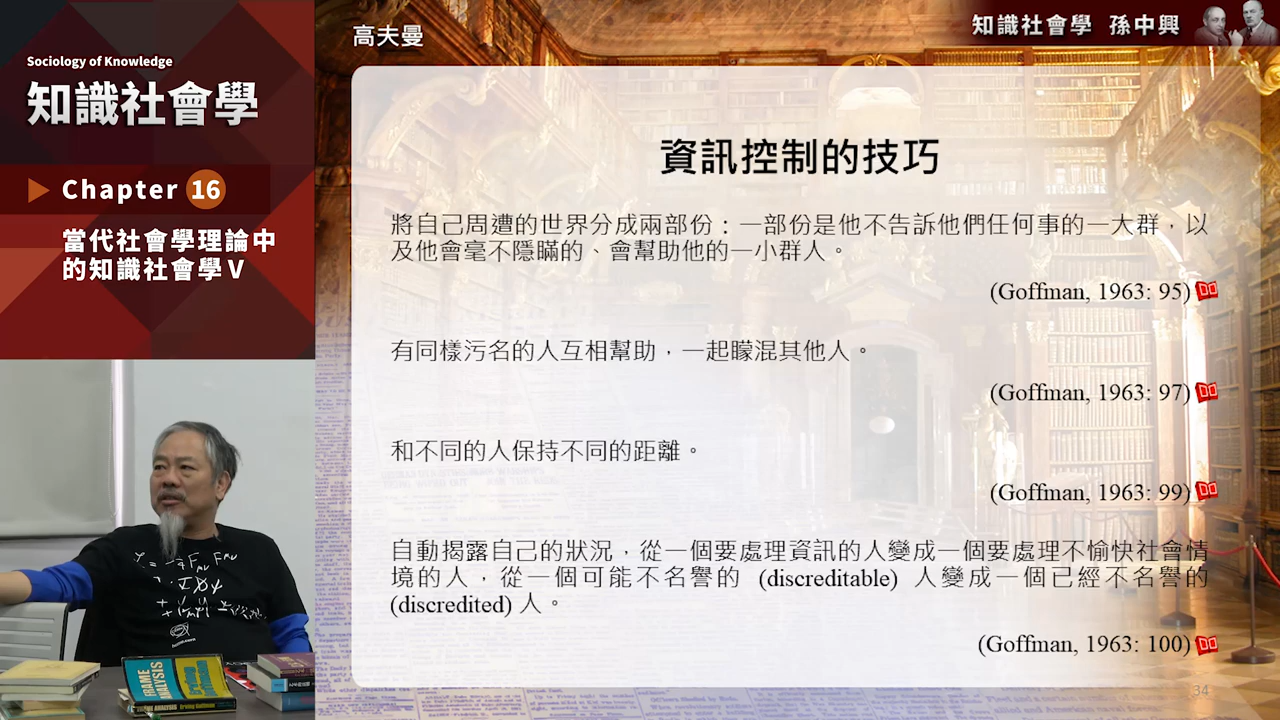 Sociology of Knowledge
知識社會學
Chapter 16
當代社會學理論中
的知識社會學 V
高夫曼
知識社會學 孫中興
資訊控制的技巧
將自己周遭的世界分成兩部份：一部份是他不告訴他們任何事的一大群，以
及他會毫不隱瞞的、會幫助他的一小群人。
(Goffman, 1963: 95)
有同樣污名的人互相幫助，一起矇混其他人。
(Goffman, 1963: 97)
和不同的人保持不同的距離。
(Goffman, 1963: 99)
自動揭露自己的狀況，從一個要處理資訊的人變成一個要處理不愉快社會情
境的人，從一個可能不名譽的 (discreditable) 人變成一個已經不名譽的
(discredited) 人。
(Goffman, 1963: 100)
34
FRAME
ANALYSIS